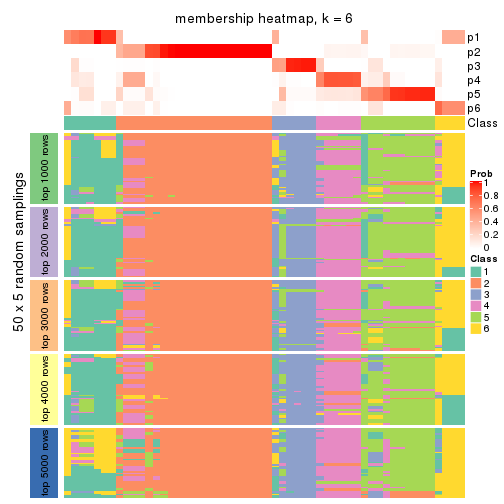 membership heatmap, k = 6
p1
p2
p3
p4
p5
p6
Class
50 x 5 random samplings
top 1000 rows
top 2000 rows
top 3000 rows
top 4000 rows
top 5000 rows
Prob
1
0.8
0.6
0.4
0.2
0
Class
1
2
3
4
5
6